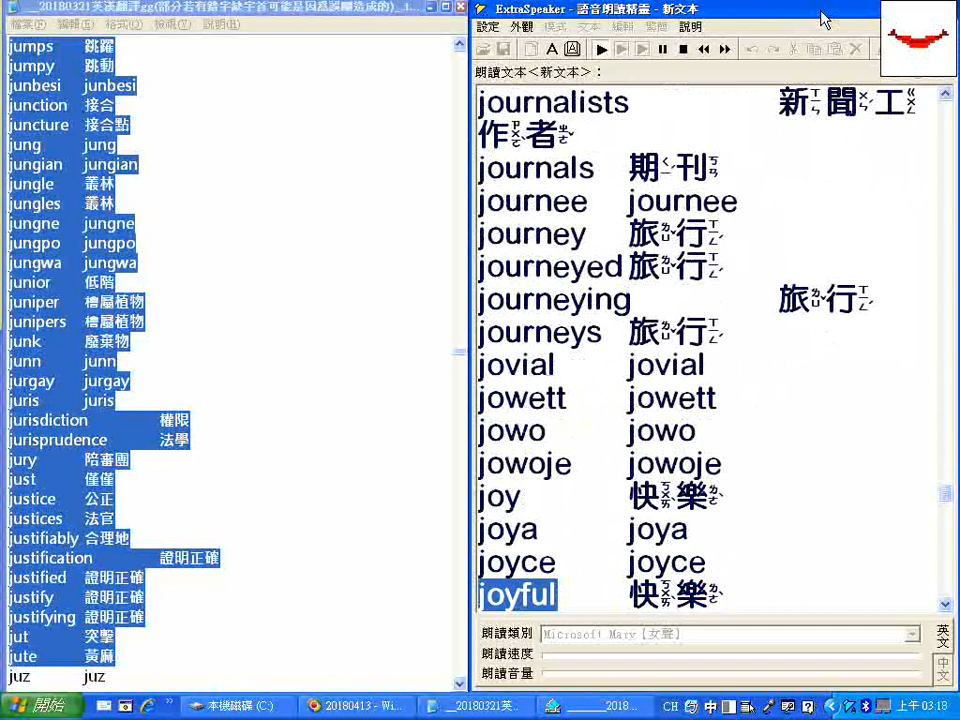 __20180321英漢翻譯gg(部分若有錯字缺字首可能是因為誤壓造成的)_t...
檔案(F) 編輯(E) 格式(O) 檢視(V) 說明(H)
jumps 跳躍
jumpy 跳動
junbesi junbesi
junction 接合
juncture 接合點
jung jung
jungian jungian
jungle 叢林
jungles 叢林
jungne jungne
jungpo jungpo
jungwa jungwa
junior 低階
juniper 檜屬植物
junipers 檜屬植物
junk 廢棄物
junn junn
jurgay jurgay
juris juris
jurisdiction 權限
jurisprudence 法學
jury 陪審團
just 僅僅
justice 公正
justices 法官
justifiably 合理地
justification 證明正確
justified 證明正確
justify 證明正確
justifying 證明正確
jut 突擊
jute 黃麻
juz juz
ExtraSpeaker - 語音朗讀精靈 - 新文本
設定 外觀 模式 文本 編輯 繁簡 說明
朗讀文本<新文本>：
journalists 新聞工
作者
journals 期刊
journee journee
journey 旅行
journeyed 旅行
journeying 旅行
journeys 旅行
jovial jovial
jowett jowett
jowo jowo
jowoje jowoje
joy 快樂
joya joya
joyce joyce
joyful 快樂
朗讀類別 Microsoft Mary【女聲】
朗讀速度
朗讀音量
英文
中文
開始 本機磁碟 (C:) 20180413 - Wi... __20180321英... ______2018... CH 中 上午 03:18